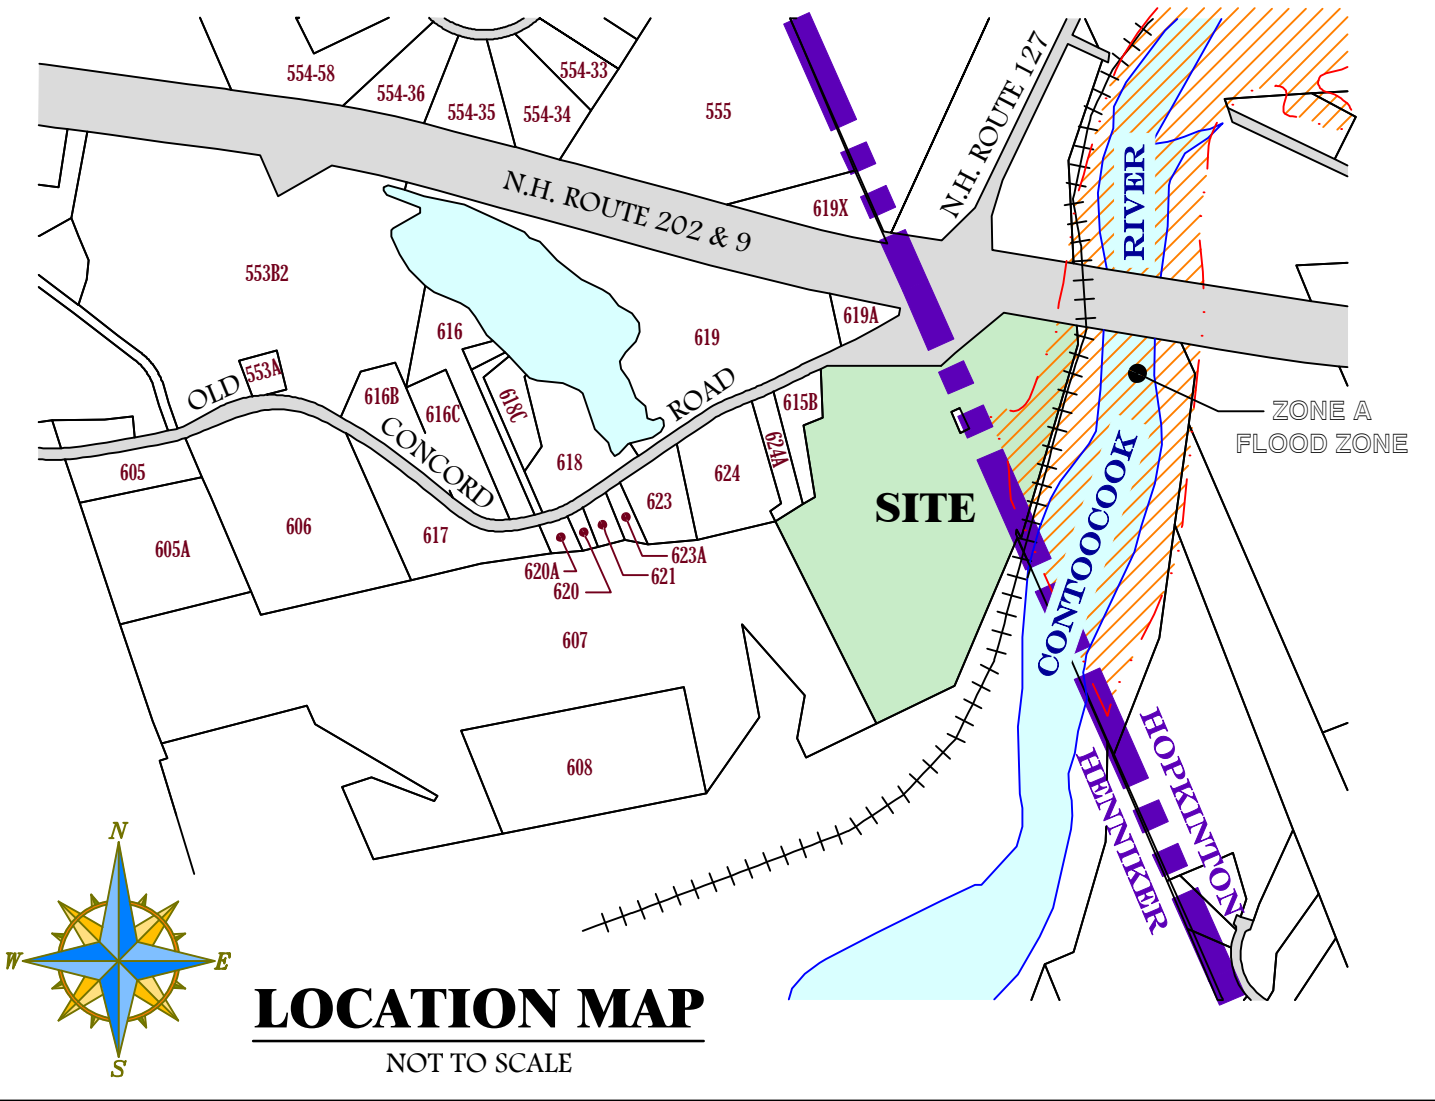 554-58
554-36
554-35
554-34
554-33
555
N.H. ROUTE 127
RIVER
N.H. ROUTE 202 & 9
619X
553B2
616
619
619A
OLD
553A
616B
616C
618C
CONCORD
ROAD
615B
624A
ZONE A
FLOOD ZONE
605
618
624
623
SITE
CONTOOCOOK
606
617
605A
620A
620
621
623A
607
608
HOPKINTON
HENNIKER
N
W
E
S
LOCATION MAP
NOT TO SCALE